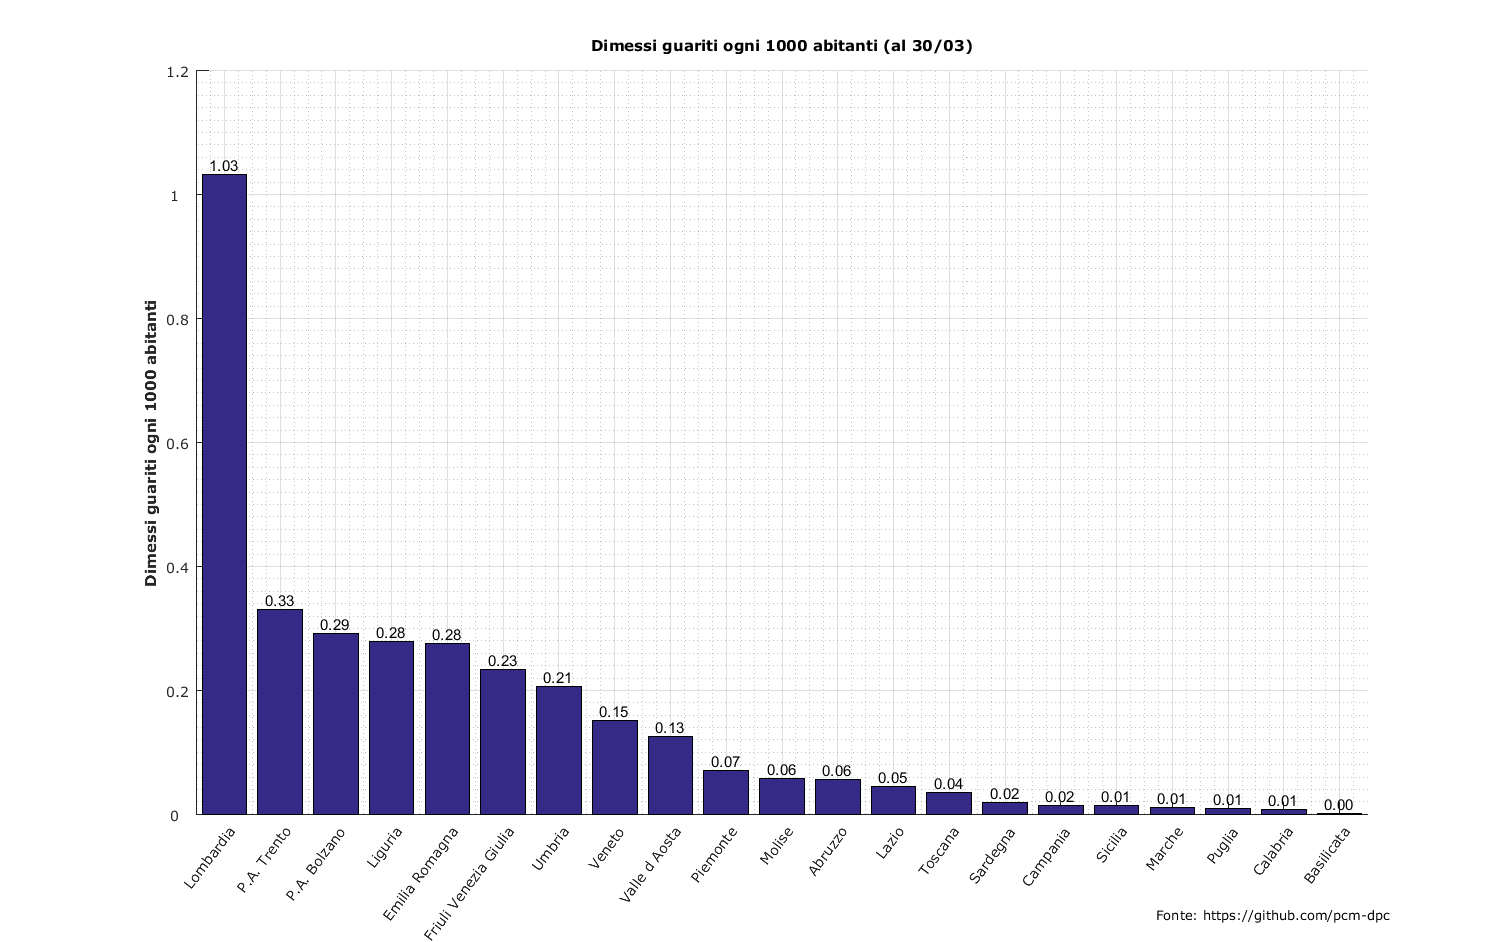 Dimessi guariti ogni 1000 abitanti (al 30/03)
Dimessi guariti ogni 1000 abitanti
1.2
1
0.8
0.6
0.4
0.2
0
1.03
0.33
0.29
0.28
0.28
0.23
0.21
0.15
0.13
0.07
0.06
0.06
0.05
0.04
0.02
0.02
0.01
0.01
0.01
0.01
0.00
Lombardia
P.A. Trento
P.A. Bolzano
Liguria
Emilia Romagna
Friuli Venezia Giulia
Umbria
Veneto
Valle d Aosta
Piemonte
Molise
Abruzzo
Lazio
Toscana
Sardegna
Campania
Sicilia
Marche
Puglia
Calabria
Basilicata
Fonte: https://github.com/pcm-dpc